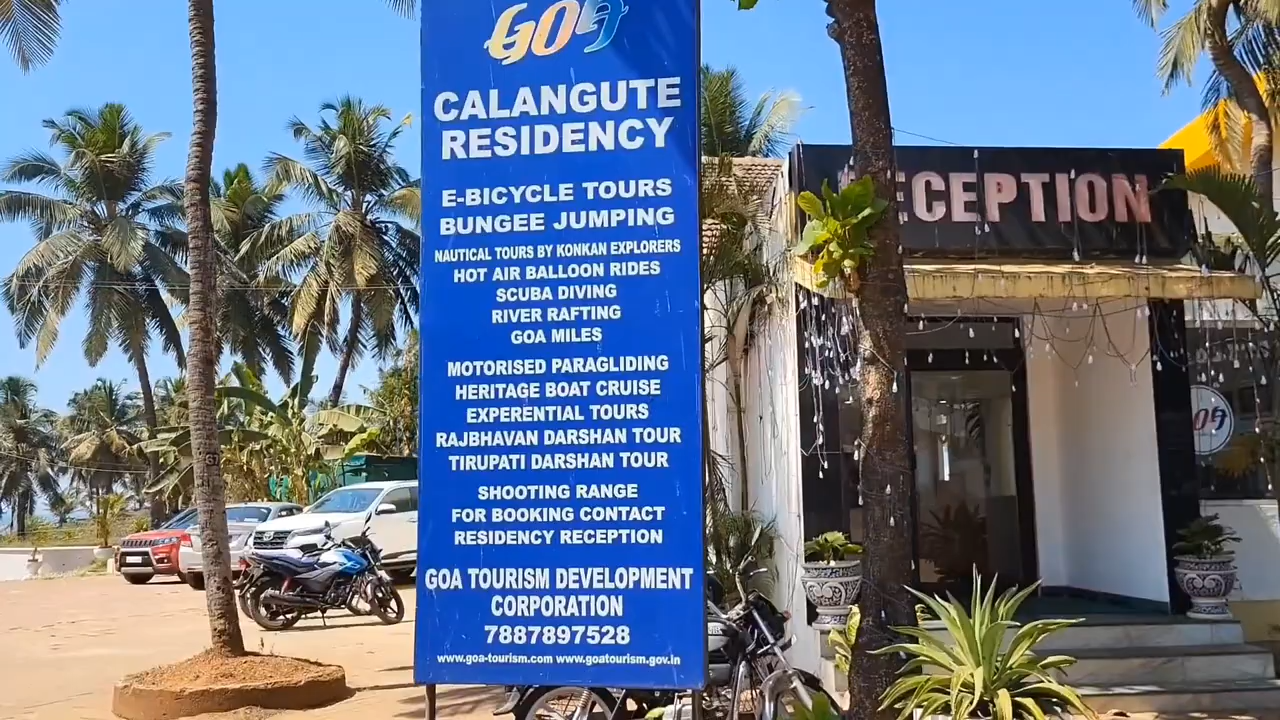 GOA
CALANGUTE
RESIDENCY
E-BICYCLE TOURS
BUNGEE JUMPING
NAUTICAL TOURS BY KONKAN EXPLORERS
HOT AIR BALLOON RIDES
SCUBA DIVING
RIVER RAFTING
GOA MILES
MOTORISED PARAGLIDING
HERITAGE BOAT CRUISE
EXPERENTIAL TOURS
RAJBHAVAN DARSHAN TOUR
TIRUPATI DARSHAN TOUR
SHOOTING RANGE
FOR BOOKING CONTACT
RESIDENCY RECEPTION
GOA TOURISM DEVELOPMENT
CORPORATION
7887897528
www.goa-tourism.com www.goatourism.gov.in
RECEPTION